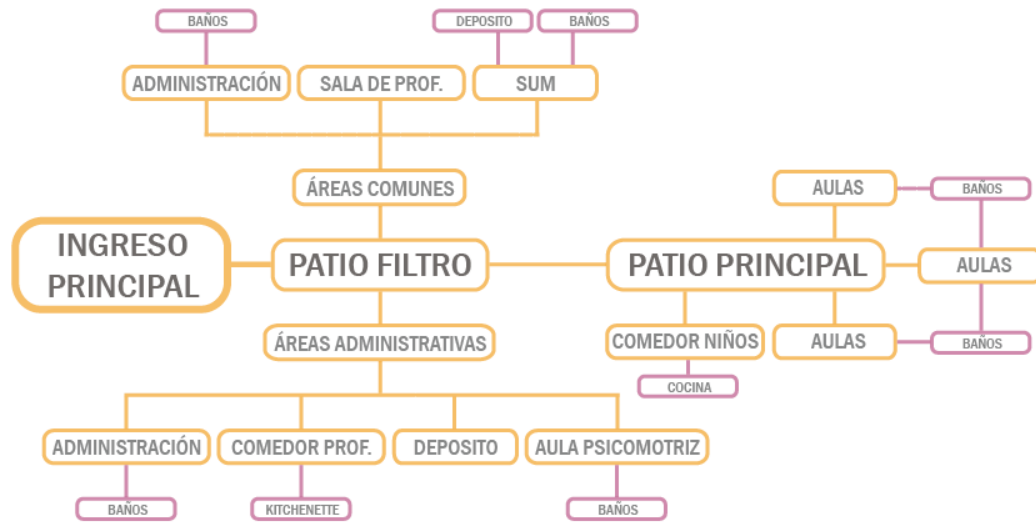 BAÑOS
DEPOSITO
BAÑOS
ADMINISTRACIÓN
SALA DE PROF.
SUM
ÁREAS COMUNES
AULAS
BAÑOS
INGRESO
PRINCIPAL
PATIO FILTRO
PATIO PRINCIPAL
AULAS
ÁREAS ADMINISTRATIVAS
COMEDOR NIÑOS
AULAS
BAÑOS
COCINA
ADMINISTRACIÓN
COMEDOR PROF.
DEPOSITO
AULA PSICOMOTRIZ
BAÑOS
KITCHENETTE
BAÑOS